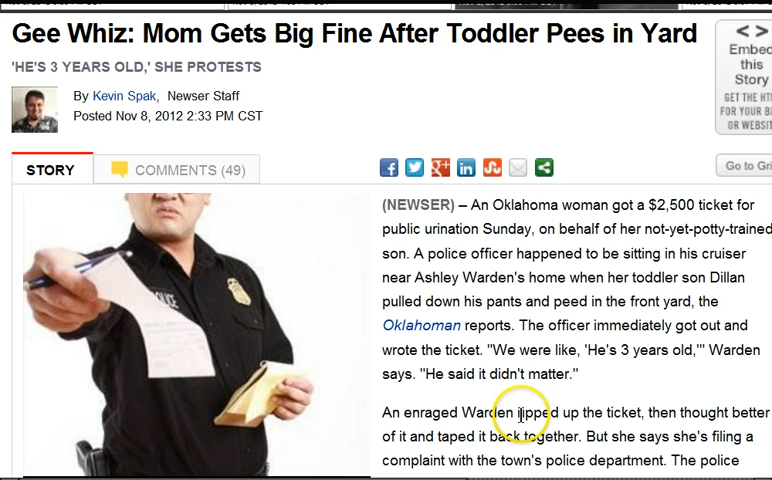 Gee Whiz: Mom Gets Big Fine After Toddler Pees in Yard
'HE'S 3 YEARS OLD,' SHE PROTESTS
By Kevin Spak, Newser Staff
Posted Nov 8, 2012 2:33 PM CST
< >
Embed
this
Story
GET THE HT
FOR YOUR B
OR WEBSIT
STORY
COMMENTS (49)
Go to Gri
(NEWSER) – An Oklahoma woman got a $2,500 ticket for
public urination Sunday, on behalf of her not-yet-potty-trained
son. A police officer happened to be sitting in his cruiser
near Ashley Warden's home when her toddler son Dillan
pulled down his pants and peed in the front yard, the
Oklahoman reports. The officer immediately got out and
wrote the ticket. "We were like, 'He's 3 years old,'" Warden
says. "He said it didn't matter."
An enraged Warden ripped up the ticket, then thought better
of it and taped it back together. But she says she's filing a
complaint with the town's police department. The police